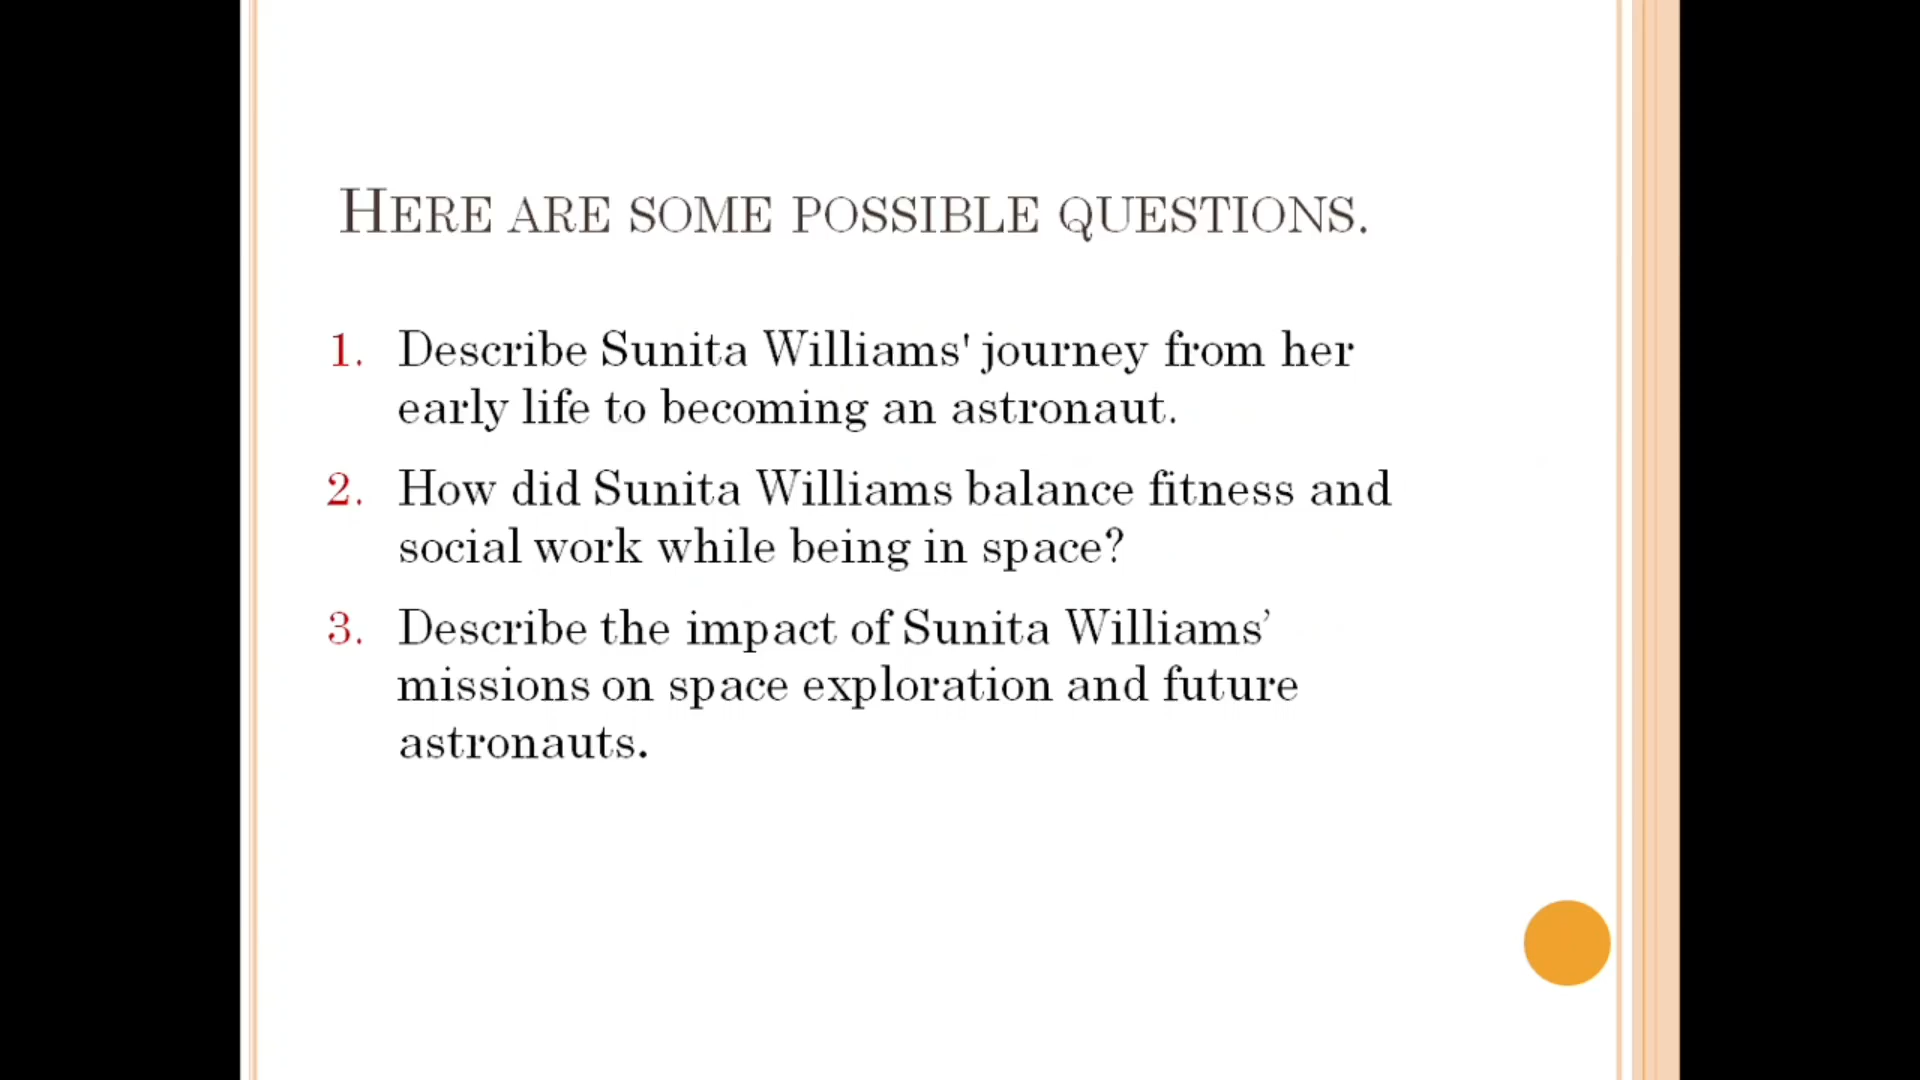 HERE ARE SOME POSSIBLE QUESTIONS.
1. Describe Sunita Williams' journey from her
early life to becoming an astronaut.
2. How did Sunita Williams balance fitness and
social work while being in space?
3. Describe the impact of Sunita Williams’
missions on space exploration and future
astronauts.